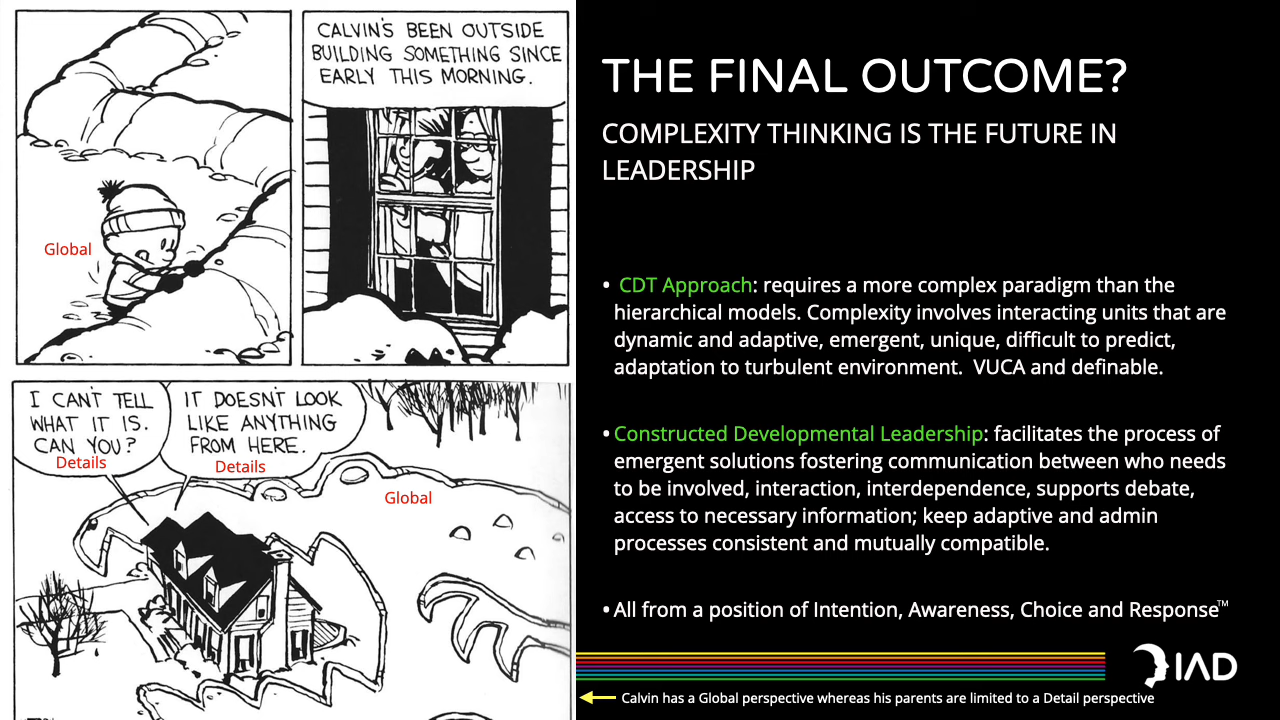 CALVIN'S BEEN OUTSIDE
BUILDING SOMETHING SINCE
EARLY THIS MORNING.
Global
I CAN'T TELL
WHAT IT IS.
CAN YOU?
Details
IT DOESN'T LOOK
LIKE ANYTHING
FROM HERE.
Details
Global
THE FINAL OUTCOME?
COMPLEXITY THINKING IS THE FUTURE IN
LEADERSHIP
• CDT Approach: requires a more complex paradigm than the
hierarchical models. Complexity involves interacting units that are
dynamic and adaptive, emergent, unique, difficult to predict,
adaptation to turbulent environment.  VUCA and definable.
• Constructed Developmental Leadership: facilitates the process of
emergent solutions fostering communication between who needs
to be involved, interaction, interdependence, supports debate,
access to necessary information; keep adaptive and admin
processes consistent and mutually compatible.
• All from a position of Intention, Awareness, Choice and Response™
IAD
Calvin has a Global perspective whereas his parents are limited to a Detail perspective